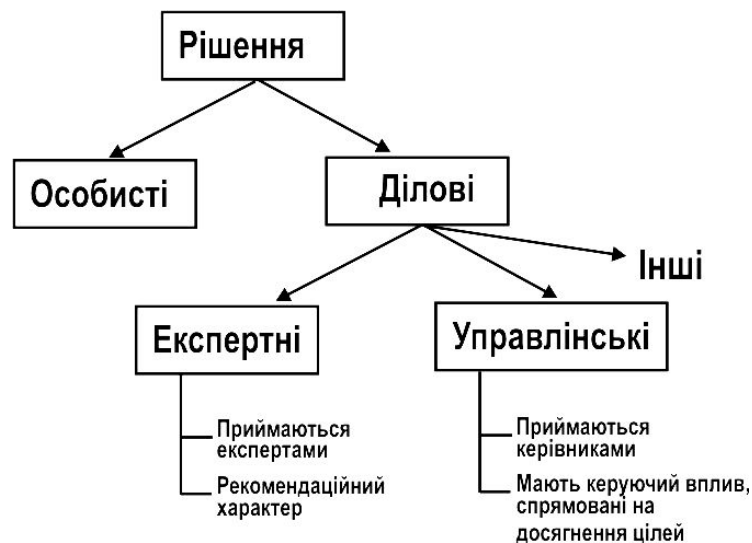 Рішення
Особисті
Ділові
Інші
Експертні
Управлінські
Приймаються
експертами
Рекомендаційний
характер
Приймаються
керівниками
Мають керуючий вплив,
спрямовані на
досягнення цілей